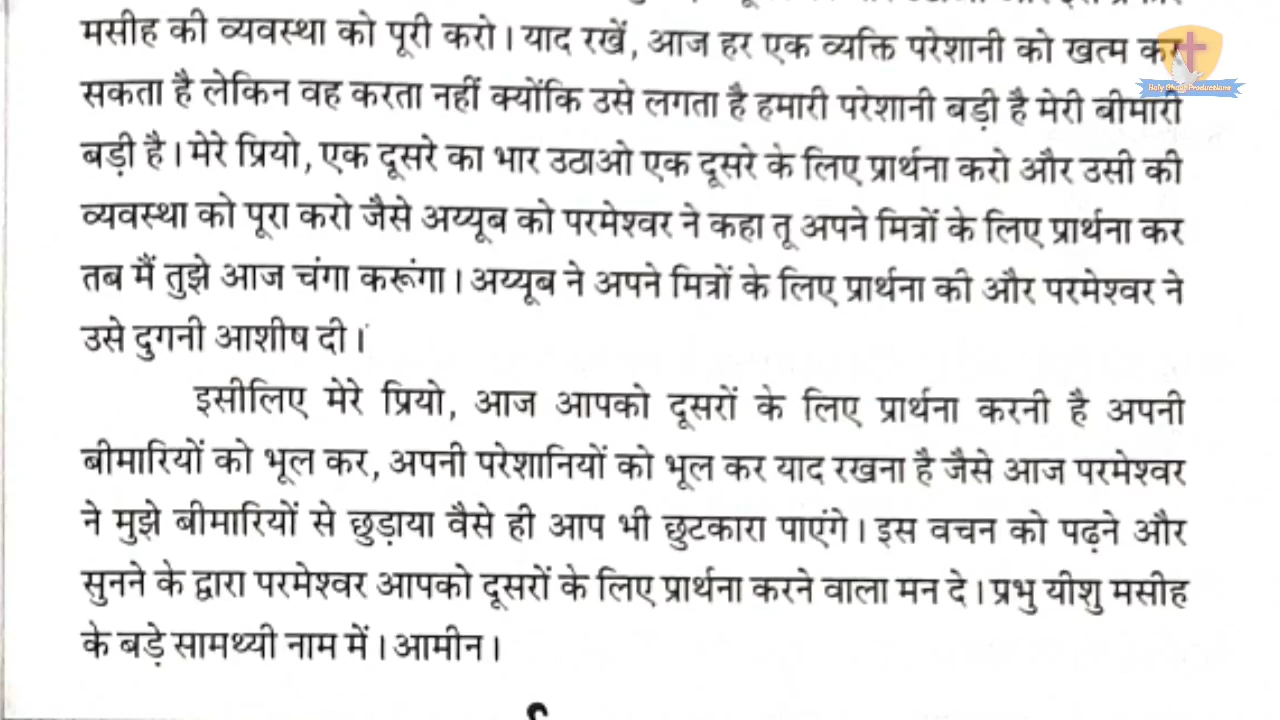 मसीह की व्यवस्था को पूरी करो। याद रखें, आज हर एक व्यक्ति परेशानी को खत्म कर
सकता है लेकिन वह करता नहीं क्योंकि उसे लगता है हमारी परेशानी बड़ी है मेरी बीमारी
बड़ी है। मेरे प्रियो, एक दूसरे का भार उठाओ एक दूसरे के लिए प्रार्थना करो और उसी की
व्यवस्था को पूरा करो जैसे अय्यूब को परमेश्वर ने कहा तू अपने मित्रों के लिए प्रार्थना कर
तब मैं तुझे आज चंगा करूंगा। अय्यूब ने अपने मित्रों के लिए प्रार्थना की और परमेश्वर ने
उसे दुगनी आशीष दी।
इसीलिए मेरे प्रियो, आज आपको दूसरों के लिए प्रार्थना करनी है अपनी
बीमारियों को भूल कर, अपनी परेशानियों को भूल कर याद रखना है जैसे आज परमेश्वर
ने मुझे बीमारियों से छुड़ाया वैसे ही आप भी छुटकारा पाएंगे। इस वचन को पढ़ने और
सुनने के द्वारा परमेश्वर आपको दूसरों के लिए प्रार्थना करने वाला मन दे। प्रभु यीशु मसीह
के बड़े सामथ्यी नाम में। आमीन।
Holy Ghost Productions